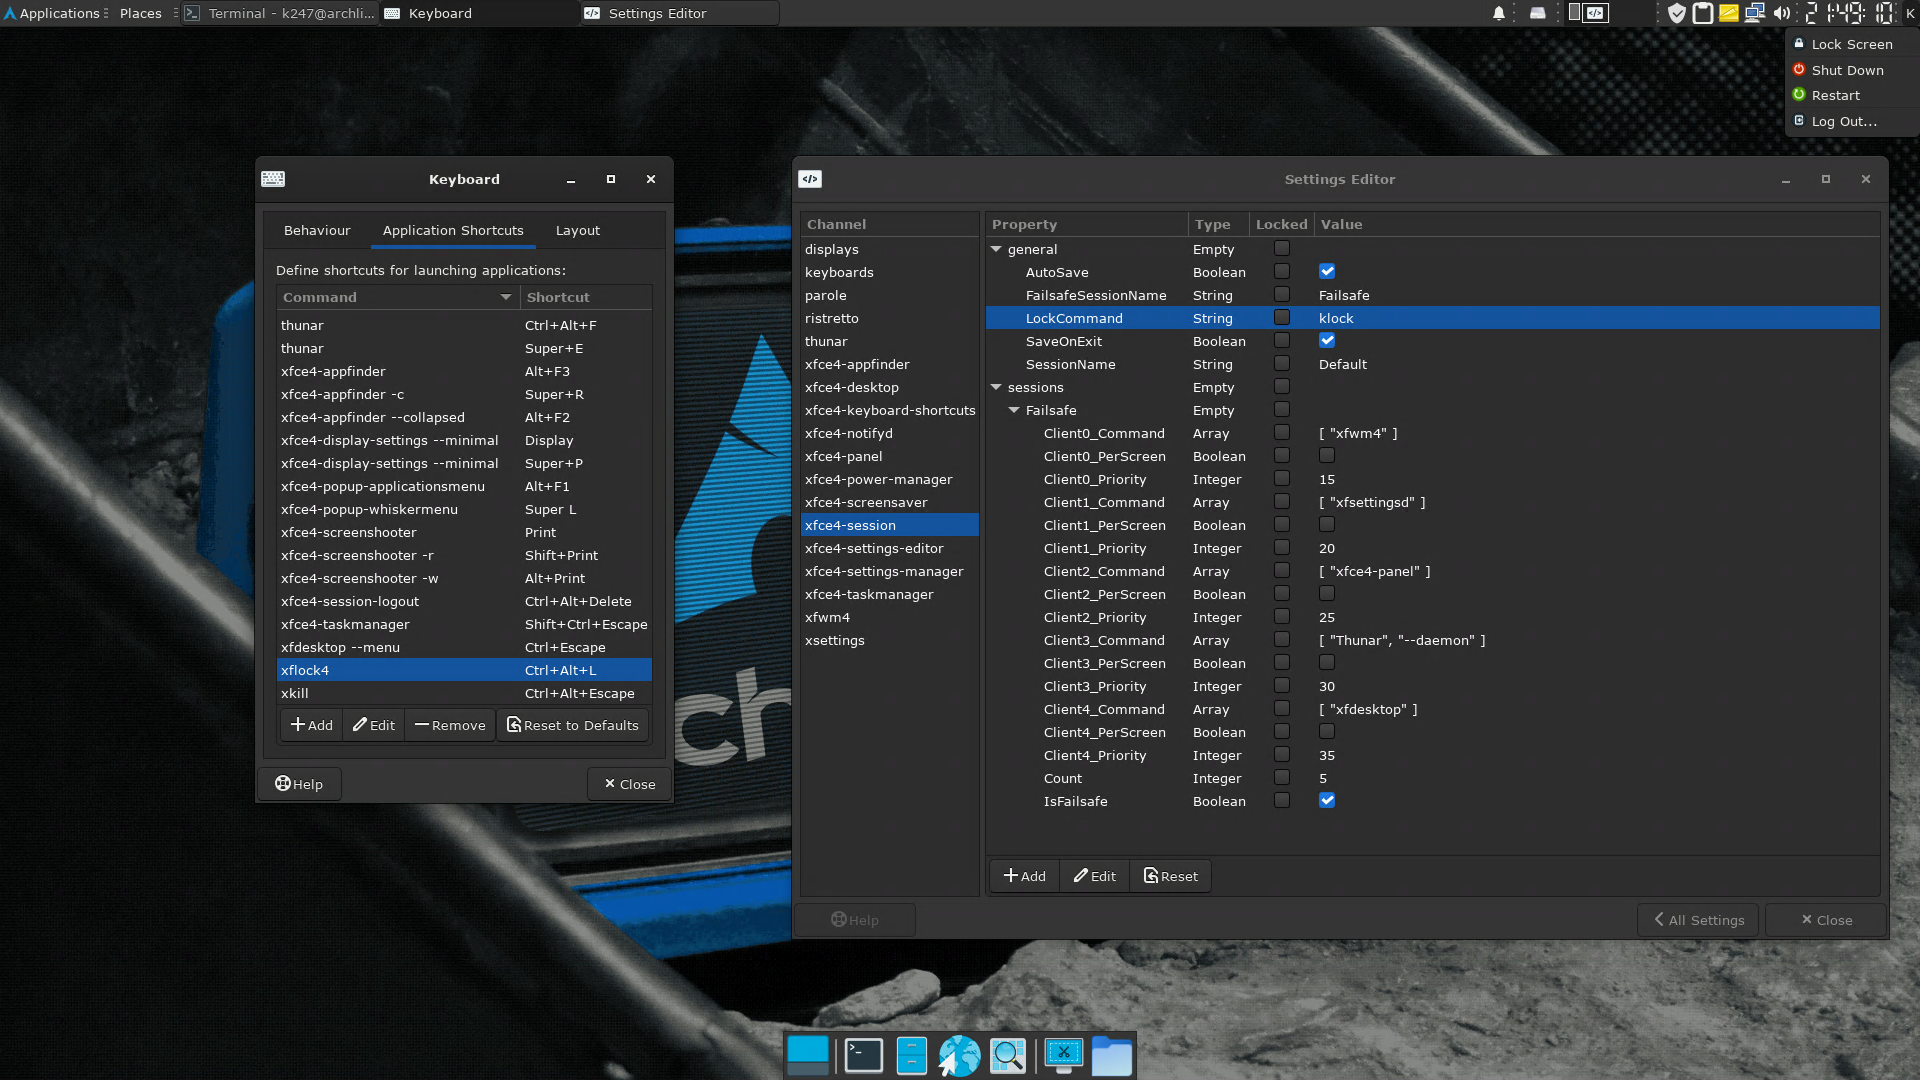 Applications
Places
Terminal - k247@archli...
Keyboard
Settings Editor
21:49:10
K
Lock Screen
Shut Down
Restart
Log Out...
Keyboard
Behaviour
Application Shortcuts
Layout
Define shortcuts for launching applications:
Command Shortcut
thunar Ctrl+Alt+F
thunar Super+E
xfce4-appfinder Alt+F3
xfce4-appfinder -c Super+R
xfce4-appfinder --collapsed Alt+F2
xfce4-display-settings --minimal Display
xfce4-display-settings --minimal Super+P
xfce4-popup-applicationsmenu Alt+F1
xfce4-popup-whiskermenu Super L
xfce4-screenshooter Print
xfce4-screenshooter -r Shift+Print
xfce4-screenshooter -w Alt+Print
xfce4-session-logout Ctrl+Alt+Delete
xfce4-taskmanager Shift+Ctrl+Escape
xfdesktop --menu Ctrl+Escape
xflock4 Ctrl+Alt+L
xkill Ctrl+Alt+Escape
Add
Edit
Remove
Reset to Defaults
Help
Close
ch
Settings Editor
Channel
displays
keyboards
parole
ristretto
thunar
xfce4-appfinder
xfce4-desktop
xfce4-keyboard-shortcuts
xfce4-notifyd
xfce4-panel
xfce4-power-manager
xfce4-screensaver
xfce4-session
xfce4-settings-editor
xfce4-settings-manager
xfce4-taskmanager
xfwm4
xsettings
Property Type Locked Value
general Empty
AutoSave Boolean
FailsafeSessionName String Failsafe
LockCommand String klock
SaveOnExit Boolean
SessionName String Default
sessions Empty
Failsafe Empty
Client0_Command Array [ "xfwm4" ]
Client0_PerScreen Boolean
Client0_Priority Integer 15
Client1_Command Array [ "xfsettingsd" ]
Client1_PerScreen Boolean
Client1_Priority Integer 20
Client2_Command Array [ "xfce4-panel" ]
Client2_PerScreen Boolean
Client2_Priority Integer 25
Client3_Command Array [ "Thunar", "--daemon" ]
Client3_PerScreen Boolean
Client3_Priority Integer 30
Client4_Command Array [ "xfdesktop" ]
Client4_PerScreen Boolean
Client4_Priority Integer 35
Count Integer 5
IsFailsafe Boolean
Add
Edit
Reset
Help
All Settings
Close